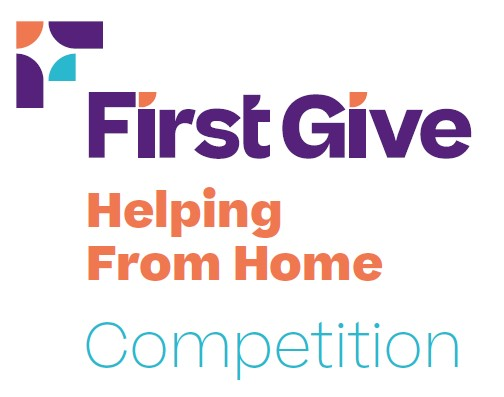 First Give
Helping
From Home
Competition